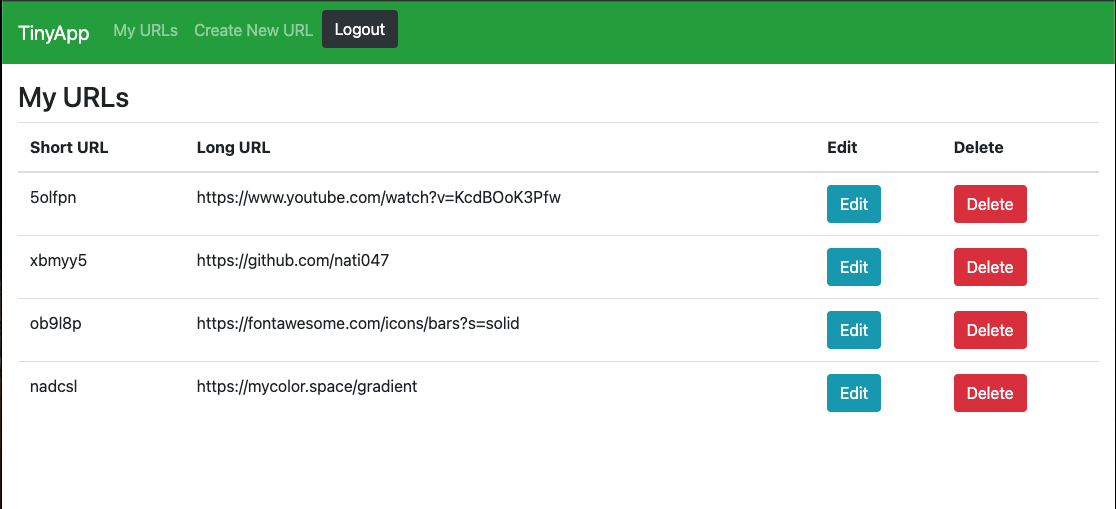 TinyApp My URLs Create New URL Logout
My URLs
Short URL Long URL Edit Delete
5olfpn https://www.youtube.com/watch?v=KcdBOoK3Pfw Edit Delete
xbmyy5 https://github.com/nati047 Edit Delete
ob9l8p https://fontawesome.com/icons/bars?s=solid Edit Delete
nadcsl https://mycolor.space/gradient Edit Delete